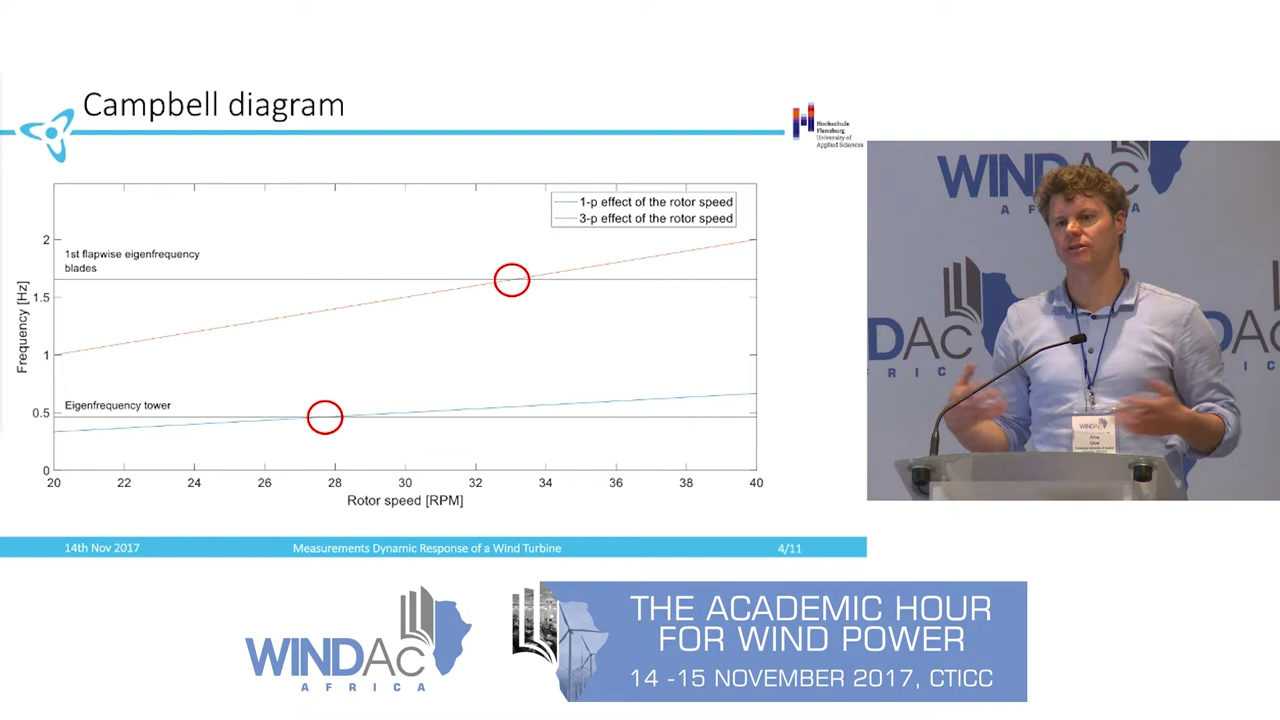 Campbell diagram
Hochschule
Flensburg
University of
Applied Sciences
1-p effect of the rotor speed
3-p effect of the rotor speed
1st flapwise eigenfrequency
blades
Eigenfrequency tower
Frequency [Hz]
2
1.5
1
0.5
0
20 22 24 26 28 30 32 34 36 38 40
Rotor speed [RPM]
14th Nov 2017 Measurements Dynamic Response of a Wind Turbine 4/11
WINDAC
AFRICA
WINDAC
Arne
WINDAC
AFRICA
THE ACADEMIC HOUR
FOR WIND POWER
14 -15 NOVEMBER 2017, CTICC